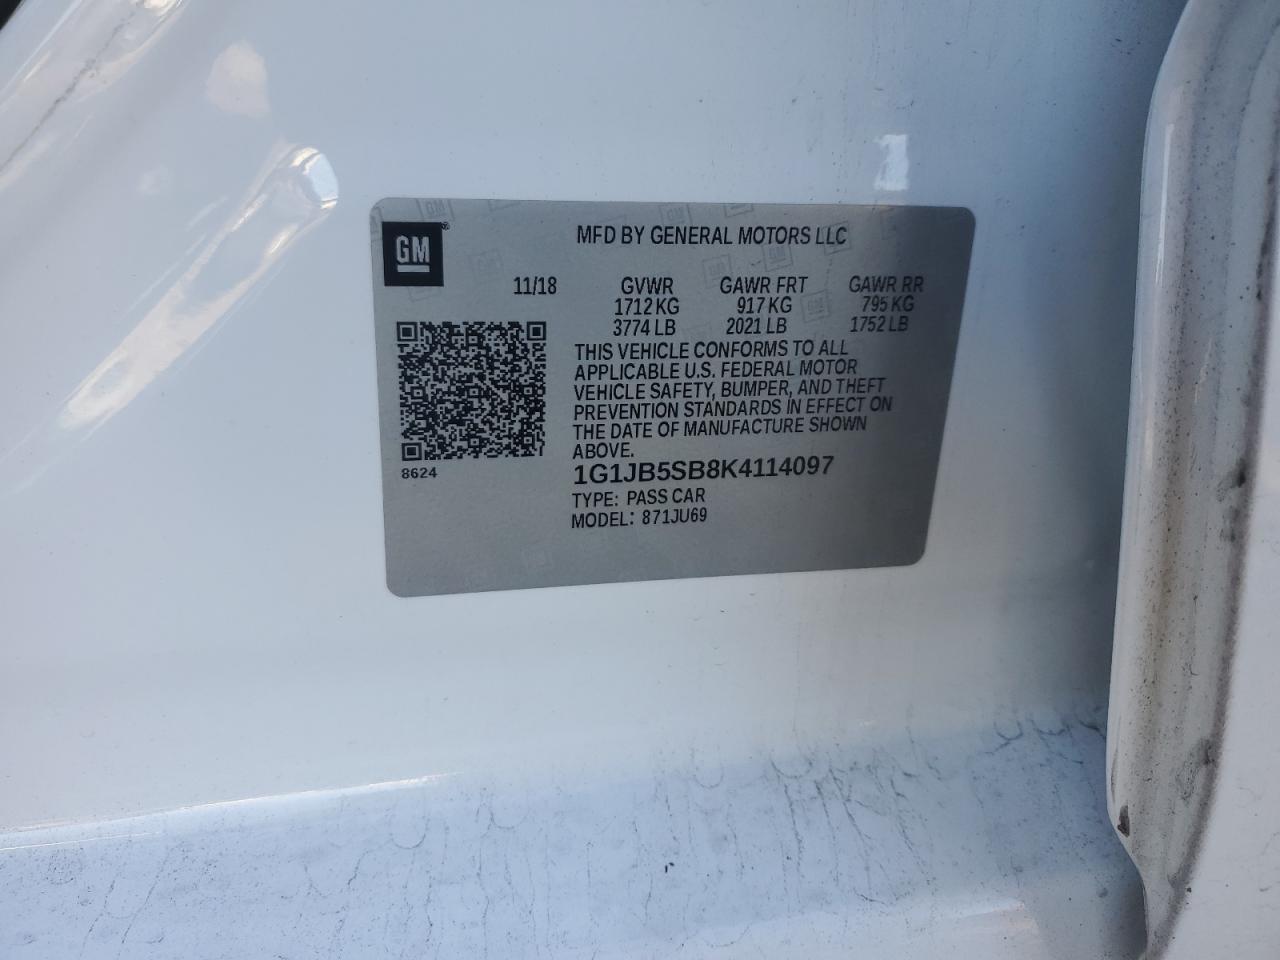 GM®
MFD BY GENERAL MOTORS LLC
11/18 GVWR GAWR FRT GAWR RR
1712 KG 917 KG 795 KG
3774 LB 2021 LB 1752 LB
THIS VEHICLE CONFORMS TO ALL
APPLICABLE U.S. FEDERAL MOTOR
VEHICLE SAFETY, BUMPER, AND THEFT
PREVENTION STANDARDS IN EFFECT ON
THE DATE OF MANUFACTURE SHOWN
ABOVE.
8624
1G1JB5SB8K4114097
TYPE: PASS CAR
MODEL: 871JU69